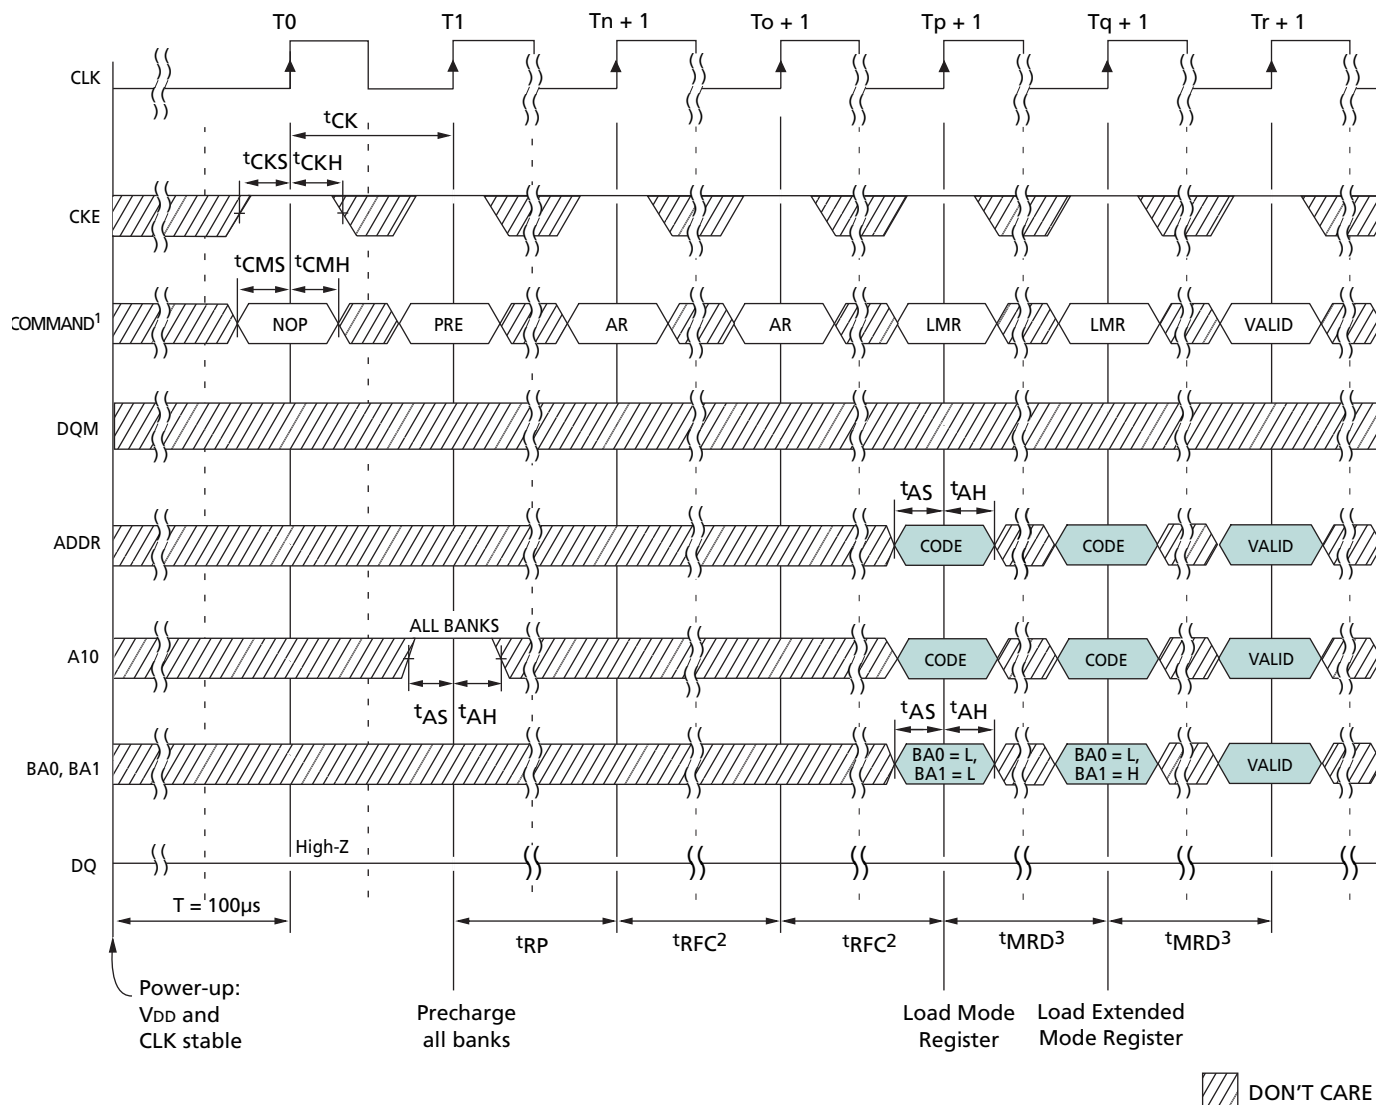 T0 T1 Tn + 1 To + 1 Tp + 1 Tq + 1 Tr + 1
CLK
tCK
tCKS tCKH
CKE
tCMS tCMH
COMMAND1 NOP PRE AR AR LMR LMR VALID
DQM
tAS tAH
ADDR CODE CODE VALID
ALL BANKS
A10 CODE CODE VALID
tAS tAH tAS tAH
BA0, BA1 BA0 = L, BA1 = L BA0 = L, BA1 = H VALID
High-Z
DQ
T = 100µs
tRP tRFC2 tRFC2 tMRD3 tMRD3
Power-up:
VDD and
CLK stable
Precharge
all banks
Load Mode
Register
Load Extended
Mode Register
DON'T CARE